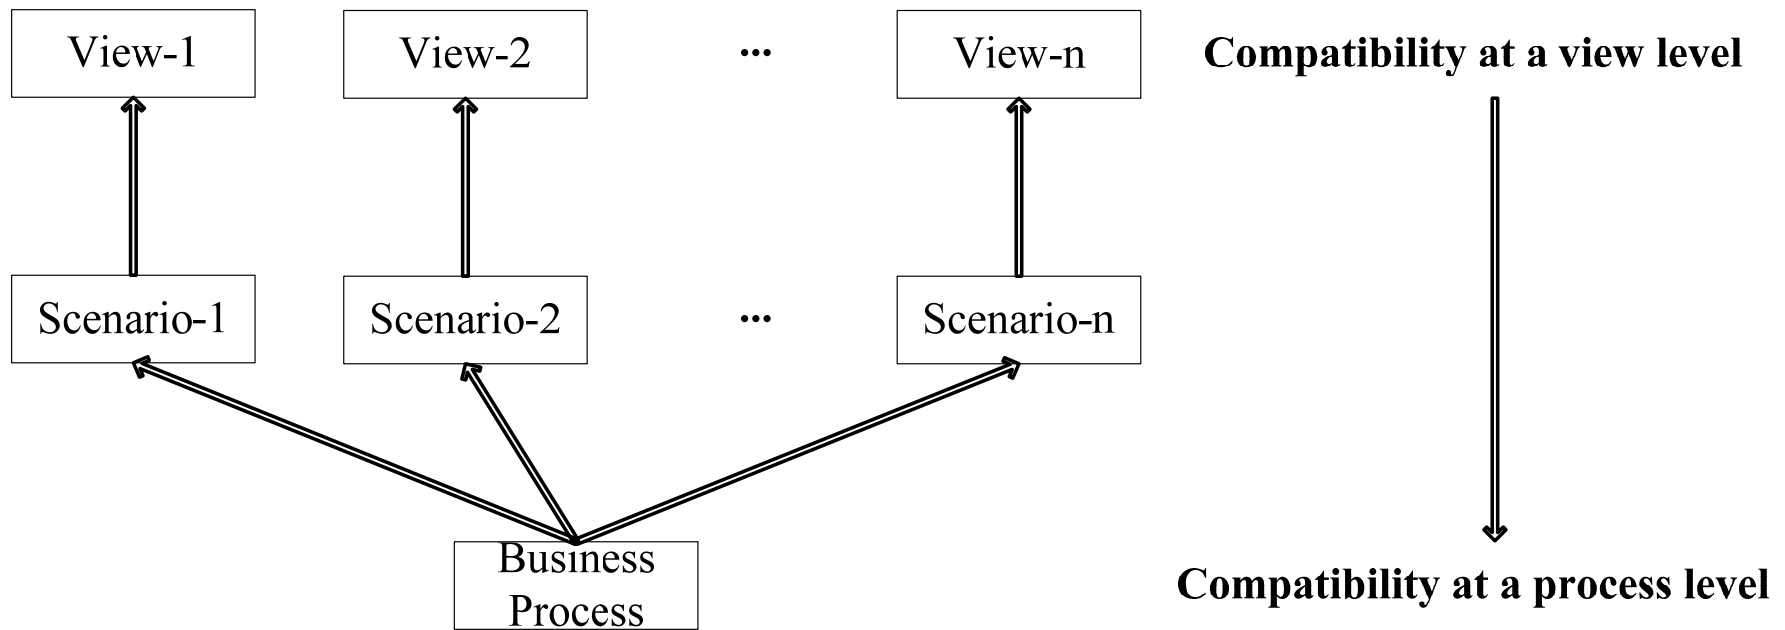 View-1 View-2 ... View-n Compatibility at a view level
Scenario-1 Scenario-2 ... Scenario-n
Business
Process
Compatibility at a process level